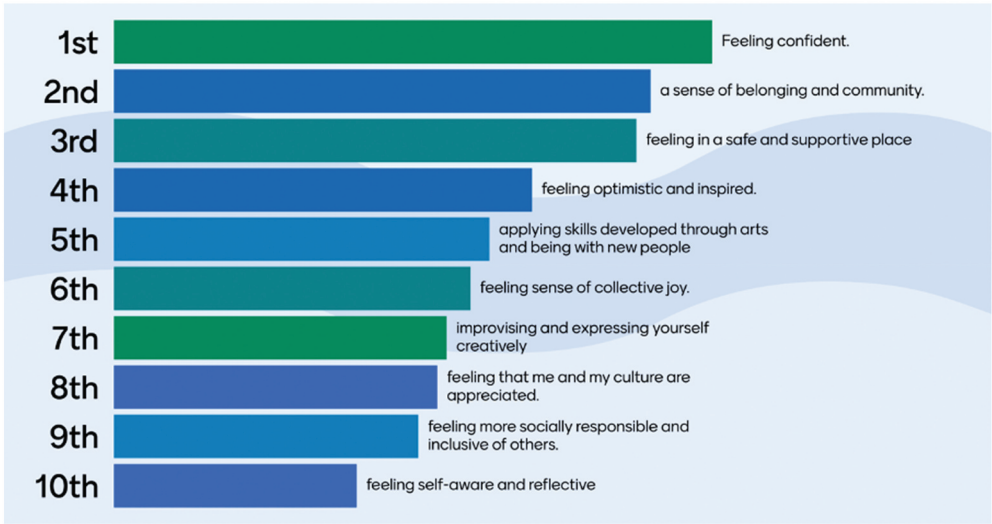 1st
Feeling confident.
2nd
a sense of belonging and community.
3rd
feeling in a safe and supportive place
4th
feeling optimistic and inspired.
5th
applying skills developed through arts
and being with new people
6th
feeling sense of collective joy.
7th
improvising and expressing yourself
creatively
8th
feeling that me and my culture are
appreciated.
9th
feeling more socially responsible and
inclusive of others.
10th
feeling self-aware and reflective